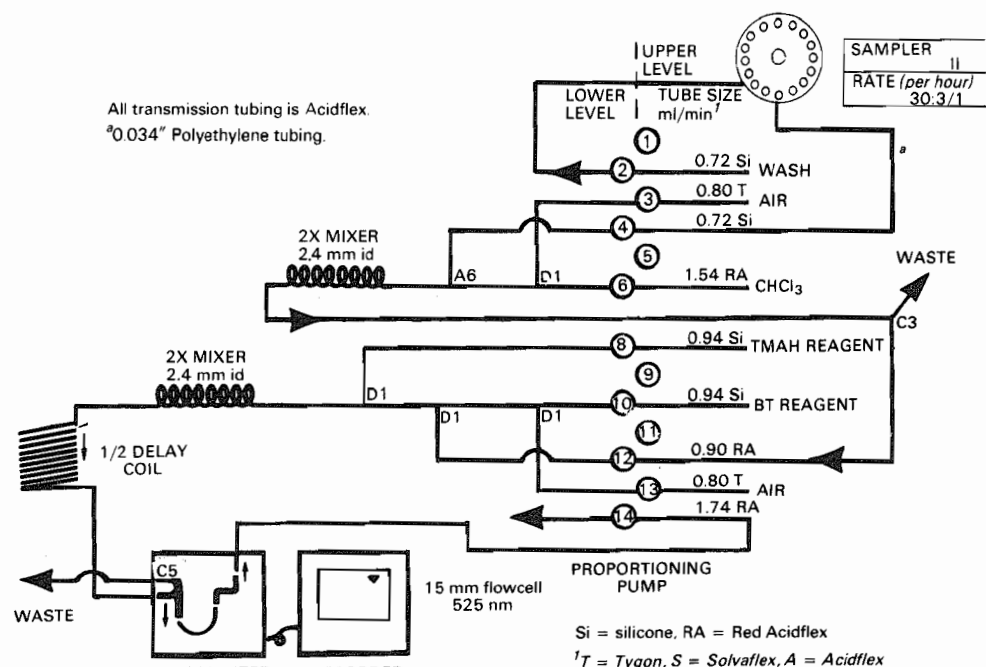 All transmission tubing is Acidflex.
a0.034" Polyethylene tubing.
UPPER
LEVEL
LOWER
LEVEL
TUBE SIZE
ml/min1
SAMPLER
II
RATE (per hour)
30:3/1
1
2
0.72 Si
WASH
a
3
0.80 T
AIR
4
0.72 Si
5
2X MIXER
2.4 mm id
A6
D1
6
1.54 RA
CHCl3
WASTE
C3
8
0.94 Si
TMAH REAGENT
9
2X MIXER
2.4 mm id
D1
D1
D1
10
0.94 Si
BT REAGENT
11
1/2 DELAY
COIL
12
0.90 RA
13
0.80 T
AIR
14
1.74 RA
PROPORTIONING
PUMP
C5
WASTE
15 mm flowcell
525 nm
Si = silicone, RA = Red Acidflex
1T = Tygon, S = Solvaflex, A = Acidflex